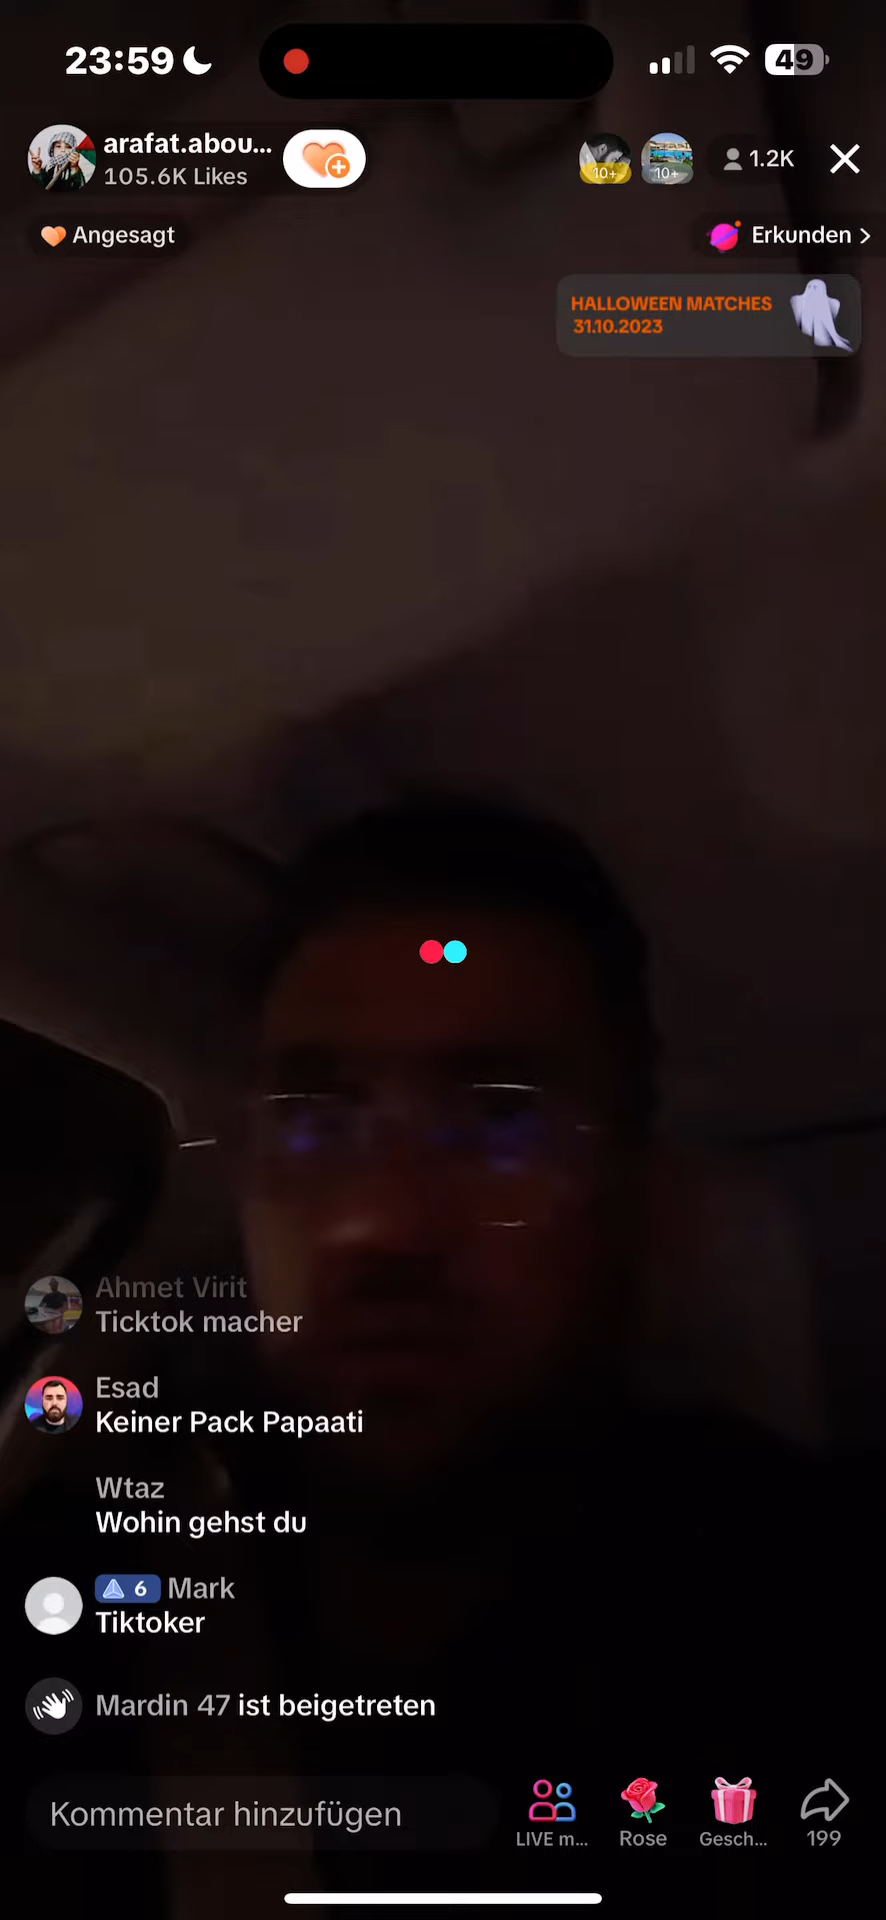 23:59
49
arafat.abou...
105.6K Likes
10+
10+
1.2K
Angesagt
Erkunden >
HALLOWEEN MATCHES
31.10.2023
Ahmet Virit
Ticktok macher
Esad
Keiner Pack Papaati
Wtaz
Wohin gehst du
6 Mark
Tiktoker
Mardin 47 ist beigetreten
Kommentar hinzufügen
LIVE m...
Rose
Gesch...
199